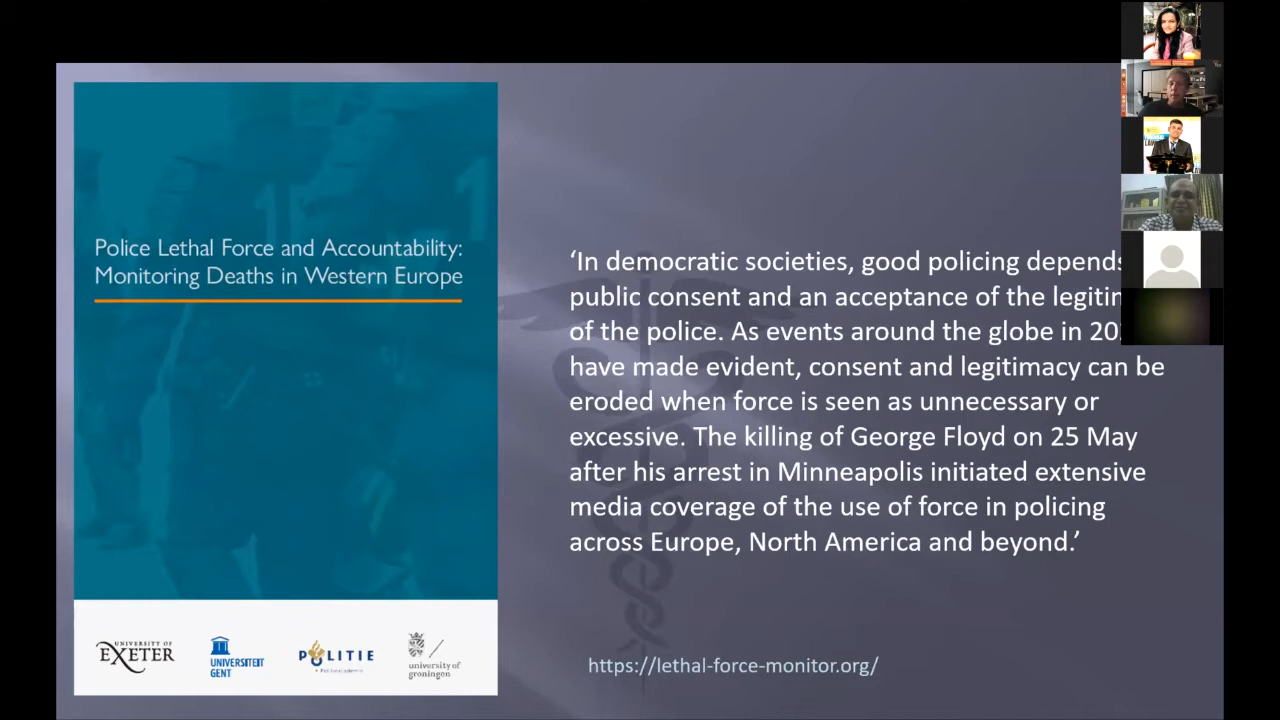 Police Lethal Force and Accountability:
Monitoring Deaths in Western Europe
UNIVERSITY OF
EXETER
UNIVERSITEIT
GENT
POLITIE
university of
groningen
‘In democratic societies, good policing depends
public consent and an acceptance of the
of the police. As events around the globe in
have made evident, consent and legitimacy can be
eroded when force is seen as unnecessary or
excessive. The killing of George Floyd on 25 May
after his arrest in Minneapolis initiated extensive
media coverage of the use of force in policing
across Europe, North America and beyond.’
https://lethal-force-monitor.org/